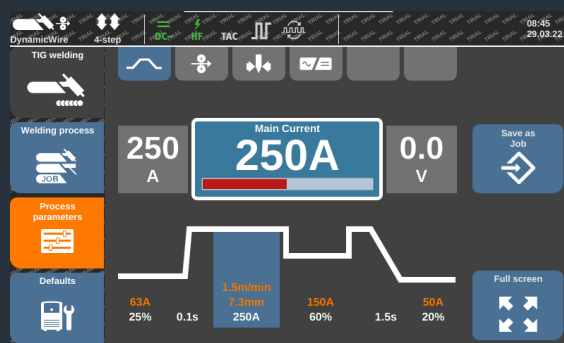 DynamicWire
4-step
DC-
HF
TAC
08:45
29.03.22
TRIAL
TIG welding
Welding process
JOB
Process
parameters
Defaults
250
A
Main Current
250A
0.0
V
Save as
Job
Full screen
1.5m/min
63A
7.3mm
150A
50A
25%
0.1s
250A
60%
1.5s
20%